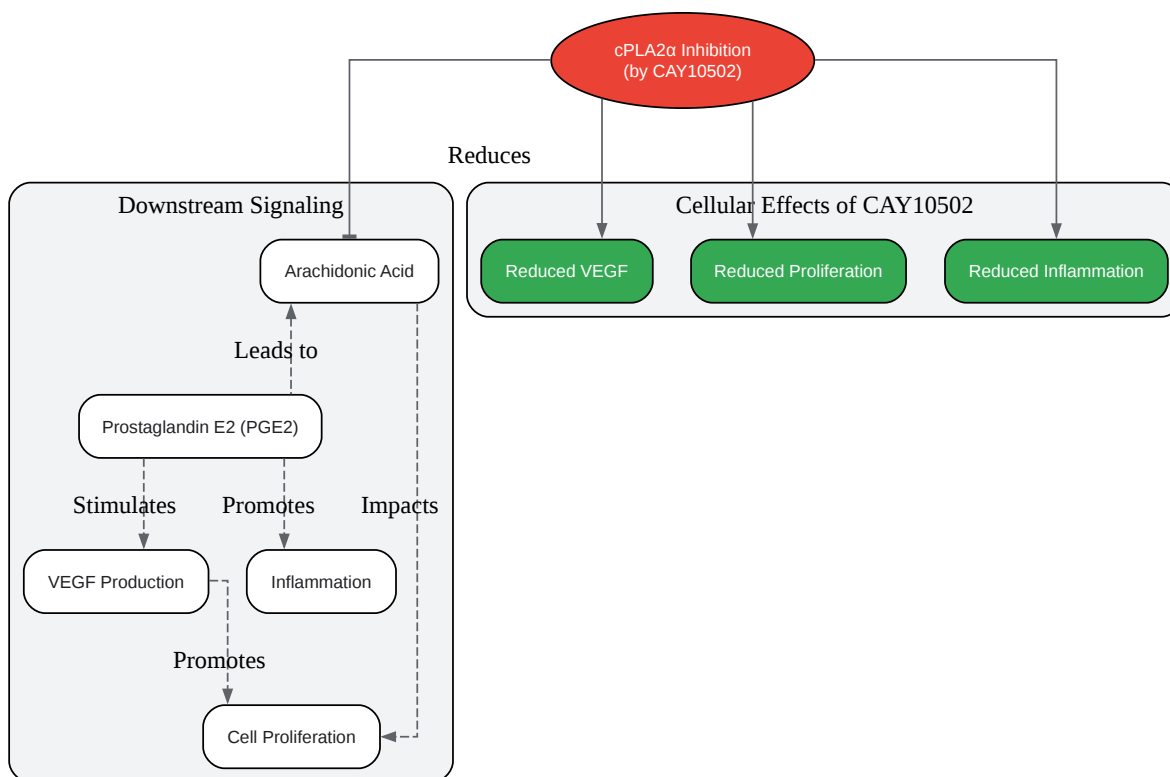 cPLA2α Inhibition
(by CAY10502)
Reduces
Downstream Signaling
Cellular Effects of CAY10502
Arachidonic Acid
Reduced VEGF
Reduced Proliferation
Reduced Inflammation
Leads to
Prostaglandin E2 (PGE2)
Stimulates
Promotes
Impacts
VEGF Production
Inflammation
Promotes
Cell Proliferation